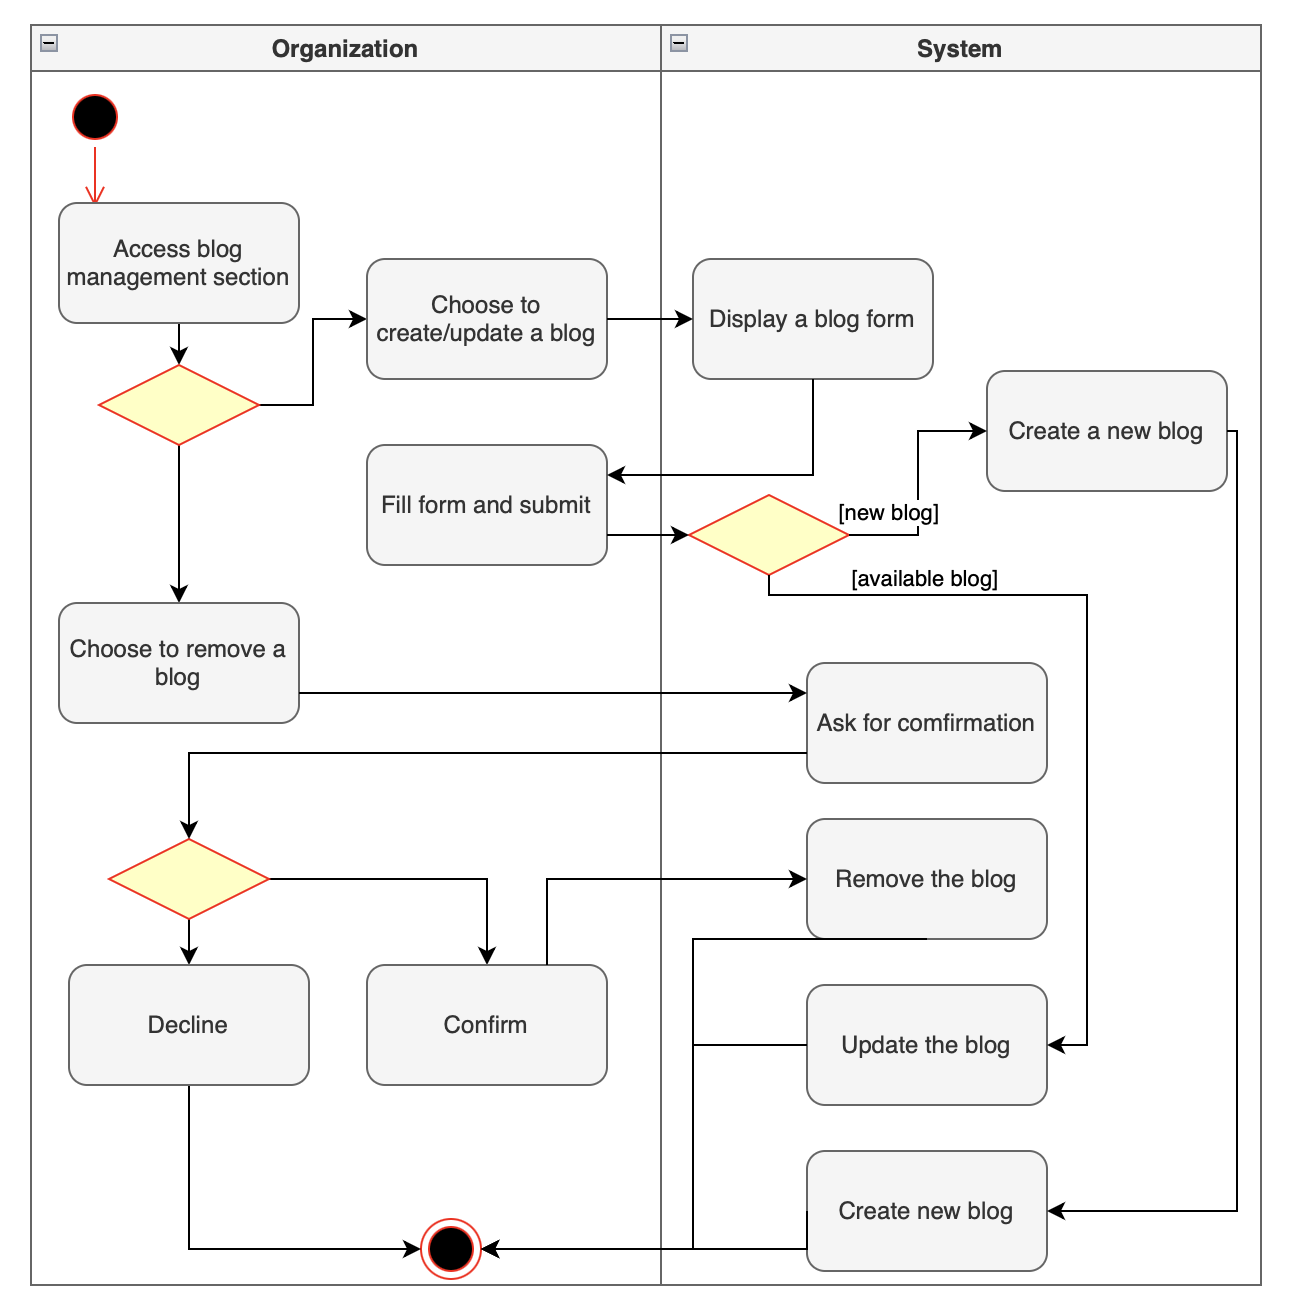 Organization
System
Access blog
management section
Choose to
create/update a blog
Display a blog form
Create a new blog
Fill form and submit
[new blog]
[available blog]
Choose to remove a
blog
Ask for comfirmation
Remove the blog
Decline
Confirm
Update the blog
Create new blog